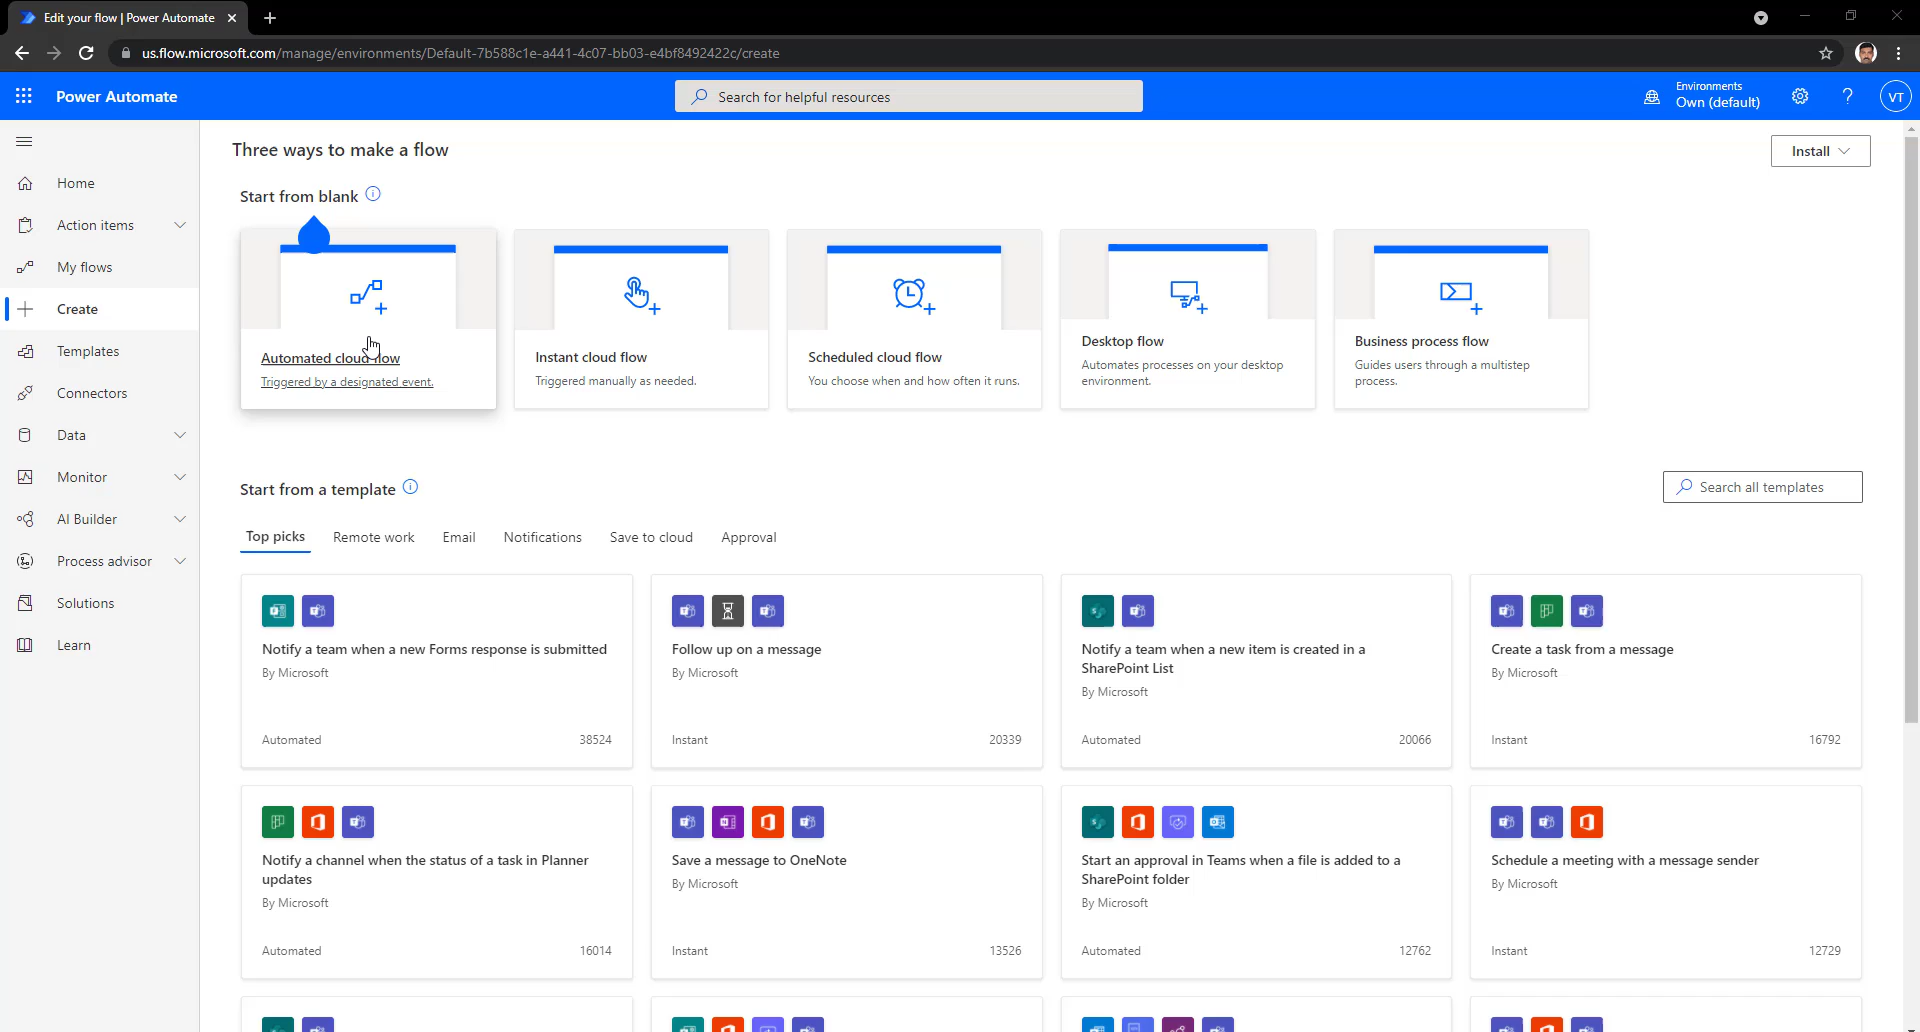 Edit your flow | Power Automate
us.flow.microsoft.com/manage/environments/Default-7b588c1e-a441-4c07-bb03-e4bf8492422c/create
Power Automate
Search for helpful resources
Environments
Own (default)
?
VT
Three ways to make a flow
Install
Home
Action items
My flows
Create
Templates
Connectors
Data
Monitor
AI Builder
Process advisor
Solutions
Learn
Start from blank
Automated cloud flow
Triggered by a designated event.
Instant cloud flow
Triggered manually as needed.
Scheduled cloud flow
You choose when and how often it runs.
Desktop flow
Automates processes on your desktop
environment.
Business process flow
Guides users through a multistep
process.
Start from a template
Search all templates
Top picks
Remote work
Email
Notifications
Save to cloud
Approval
Notify a team when a new Forms response is submitted
By Microsoft
Automated
38524
Follow up on a message
By Microsoft
Instant
20339
Notify a team when a new item is created in a
SharePoint List
By Microsoft
Automated
20066
Create a task from a message
By Microsoft
Instant
16792
Notify a channel when the status of a task in Planner
updates
By Microsoft
Automated
16014
Save a message to OneNote
By Microsoft
Instant
13526
Start an approval in Teams when a file is added to a
SharePoint folder
By Microsoft
Automated
12762
Schedule a meeting with a message sender
By Microsoft
Instant
12729